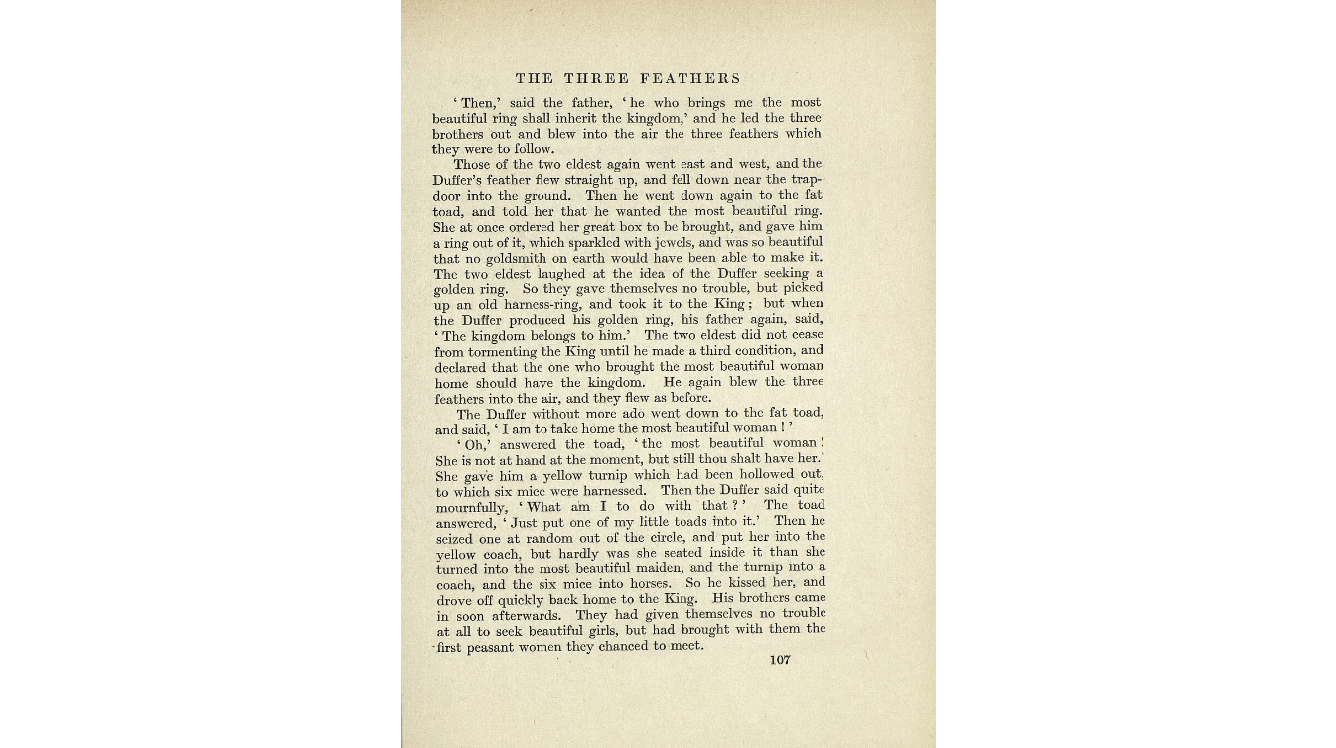 THE THREE FEATHERS
‘ Then,’ said the father, ‘ he who brings me the most
beautiful ring shall inherit the kingdom,’ and he led the three
brothers out and blew into the air the three feathers which
they were to follow.
Those of the two eldest again went east and west, and the
Duffer’s feather flew straight up, and fell down near the trap-
door into the ground. Then he went down again to the fat
toad, and told her that he wanted the most beautiful ring.
She at once ordered her great box to be brought, and gave him
a ring out of it, which sparkled with jewels, and was so beautiful
that no goldsmith on earth would have been able to make it.
The two eldest laughed at the idea of the Duffer seeking a
golden ring. So they gave themselves no trouble, but picked
up an old harness-ring, and took it to the King ; but when
the Duffer produced his golden ring, his father again, said,
‘ The kingdom belongs to him.’ The two eldest did not cease
from tormenting the King until he made a third condition, and
declared that the one who brought the most beautiful woman
home should have the kingdom. He again blew the three
feathers into the air, and they flew as before.
The Duffer without more ado went down to the fat toad,
and said, ‘ I am to take home the most beautiful woman ! ’
‘ Oh,’ answered the toad, ‘ the most beautiful woman !
She is not at hand at the moment, but still thou shalt have her.’
She gave him a yellow turnip which had been hollowed out,
to which six mice were harnessed. Then the Duffer said quite
mournfully, ‘ What am I to do with that ? ’ The toad
answered, ‘ Just put one of my little toads into it.’ Then he
seized one at random out of the circle, and put her into the
yellow coach, but hardly was she seated inside it than she
turned into the most beautiful maiden, and the turnip into a
coach, and the six mice into horses. So he kissed her, and
drove off quickly back home to the King. His brothers came
in soon afterwards. They had given themselves no trouble
at all to seek beautiful girls, but had brought with them the
first peasant women they chanced to meet.
107